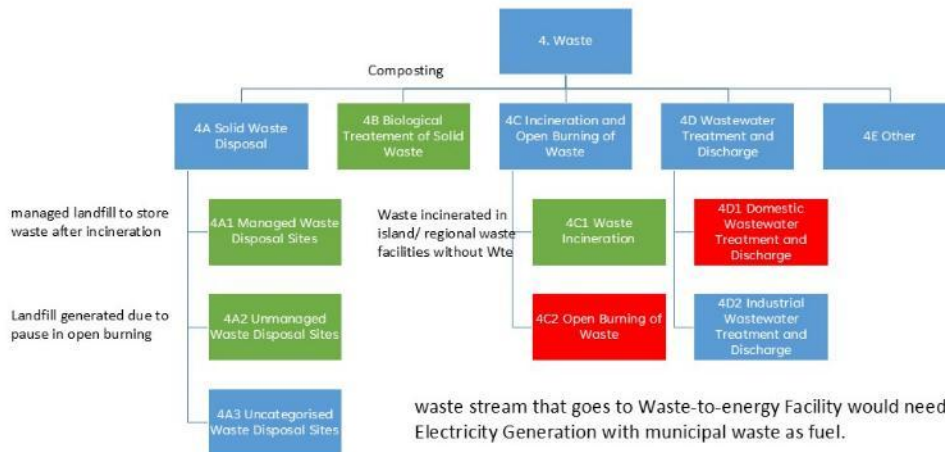 4. Waste
Composting
4A Solid Waste
Disposal
4B Biological
Treatement of Solid
Waste
4C Incineration and
Open Burning of
Waste
4D Wastewater
Treatment and
Discharge
4E Other
managed landfill to store
waste after incineration
4A1 Managed Waste
Disposal Sites
Waste incinerated in
island/ regional waste
facilities without Wte
4C1 Waste
Incineration
4D1 Domestic
Wastewater
Treatment and
Discharge
Landfill generated due to
pause in open burning
4A2 Unmanaged
Waste Disposal Sites
4C2 Open Burning of
Waste
4D2 Industrial
Wastewater
Treatment and
Discharge
4A3 Uncategorised
Waste Disposal Sites
waste stream that goes to Waste-to-energy Facility would need
Electricity Generation with municipal waste as fuel.